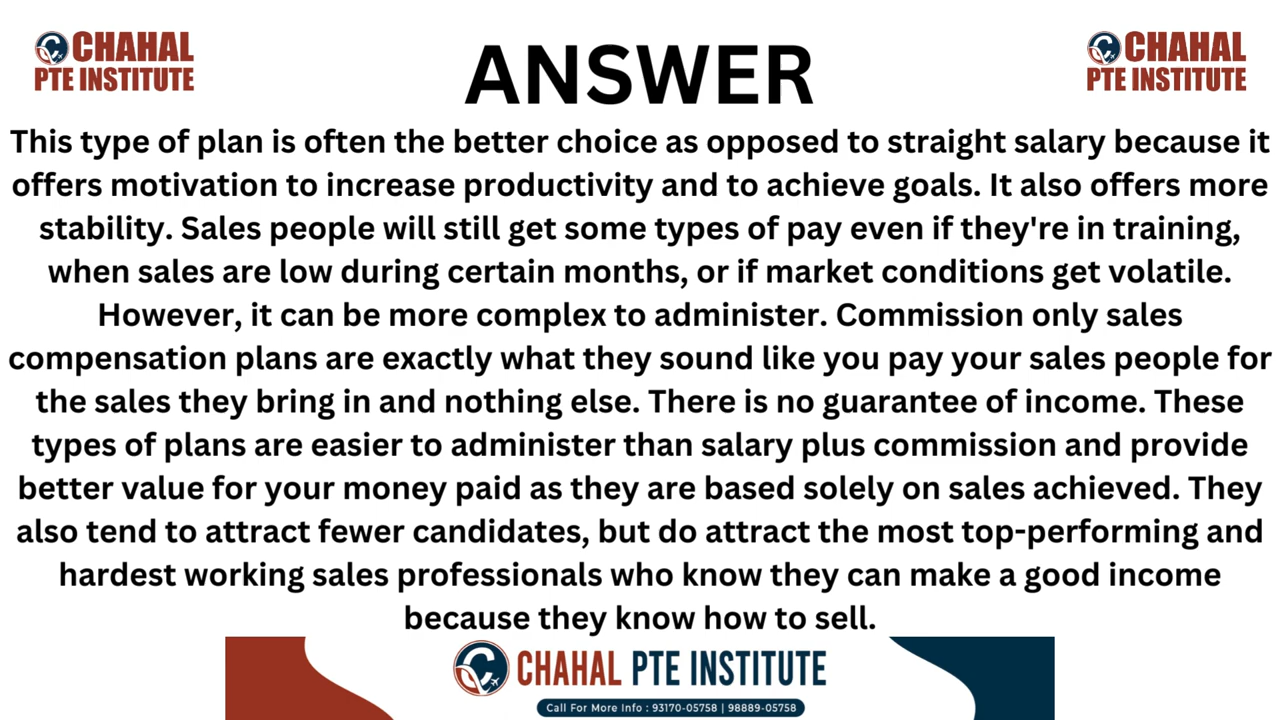 CHAHAL
PTE INSTITUTE
ANSWER
CHAHAL
PTE INSTITUTE
This type of plan is often the better choice as opposed to straight salary because it
offers motivation to increase productivity and to achieve goals. It also offers more
stability. Sales people will still get some types of pay even if they're in training,
when sales are low during certain months, or if market conditions get volatile.
However, it can be more complex to administer. Commission only sales
compensation plans are exactly what they sound like you pay your sales people for
the sales they bring in and nothing else. There is no guarantee of income. These
types of plans are easier to administer than salary plus commission and provide
better value for your money paid as they are based solely on sales achieved. They
also tend to attract fewer candidates, but do attract the most top-performing and
hardest working sales professionals who know they can make a good income
because they know how to sell.
CHAHAL PTE INSTITUTE
Call For More Info : 93170-05758 | 98889-05758